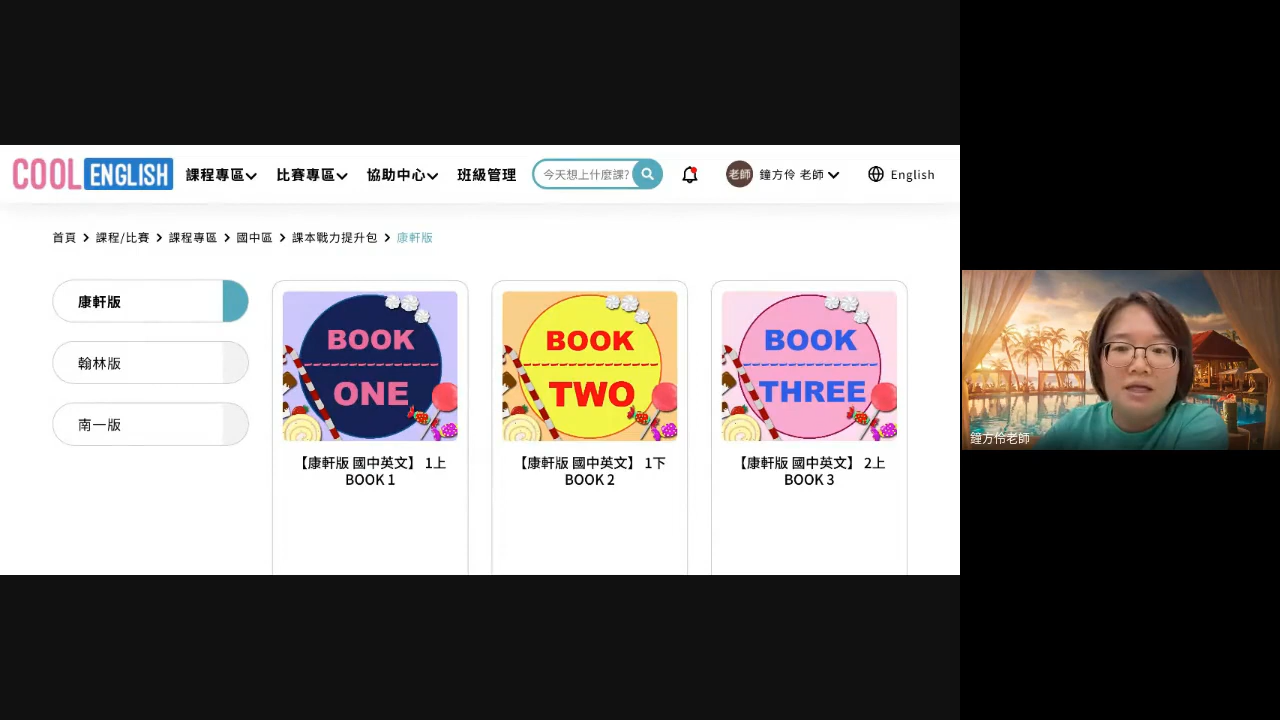 COOL ENGLISH 課程專區 比賽專區 協助中心 班級管理 今天想上什麼課? 老師 鐘方伶 老師 English
首頁 > 課程/比賽 > 課程專區 > 國中區 > 課本戰力提升包 > 康軒版
康軒版
翰林版
南一版
BOOK
ONE
【康軒版 國中英文】 1上
BOOK 1
BOOK
TWO
【康軒版 國中英文】 1下
BOOK 2
BOOK
THREE
【康軒版 國中英文】 2上
BOOK 3
鐘方伶老師